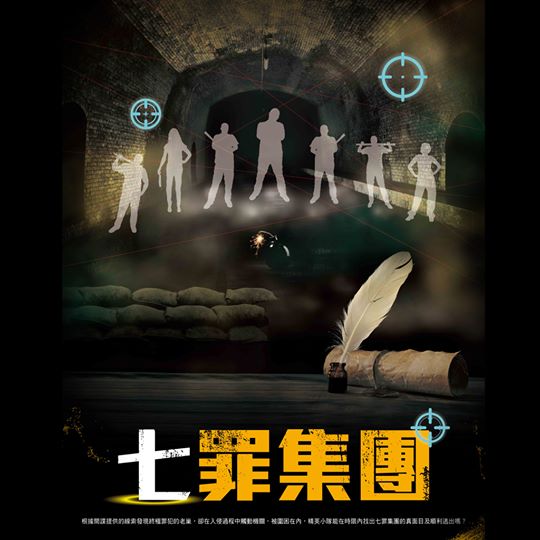 七罪集團
根據間諜提供的線索發現終極罪犯的老巢，卻在入侵過程中觸動機關，被圍困在內，精英小隊能在時限內找出七罪集團的真面目及順利逃出嗎？